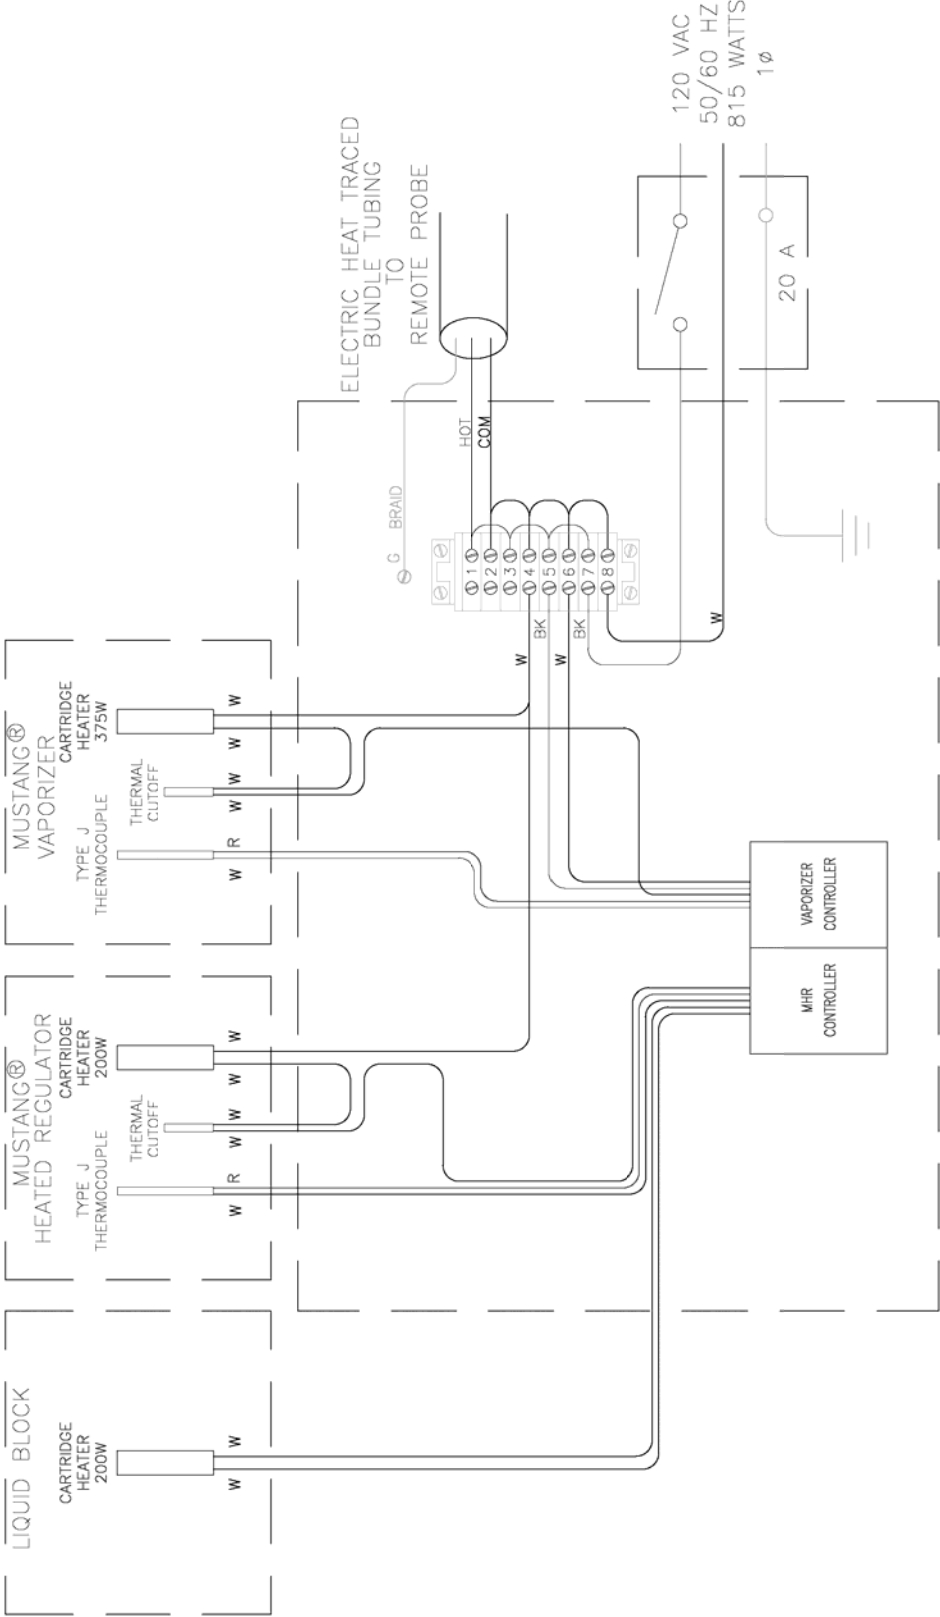 LIQUID BLOCK
CARTRIDGE
HEATER
200W
W
W
MUSTANG®
HEATED REGULATOR
CARTRIDGE
HEATER
200W
THERMAL
CUTOFF
TYPE J
THERMOCOUPLE
W
R
W
W
W
W
MUSTANG®
VAPORIZER
CARTRIDGE
HEATER
375W
THERMAL
CUTOFF
TYPE J
THERMOCOUPLE
W
R
W
W
W
W
ELECTRIC HEAT TRACED
BUNDLE TUBING
TO
REMOTE PROBE
G
BRAID
HOT
COM
1
2
3
4
5
6
7
8
W
BK
W
BK
W
MHR
CONTROLLER
VAPORIZER
CONTROLLER
20 A
120 VAC
50/60 HZ
815 WATTS
1ø